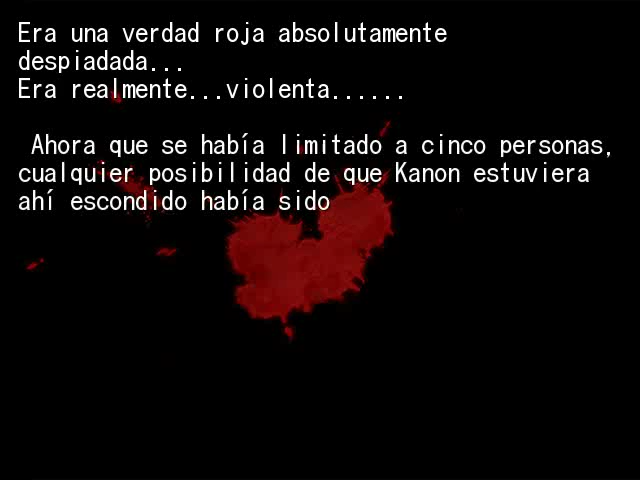 Era una verdad roja absolutamente
despiadada...
Era realmente...violenta......
Ahora que se había limitado a cinco personas,
cualquier posibilidad de que Kanon estuviera
ahí escondido había sido